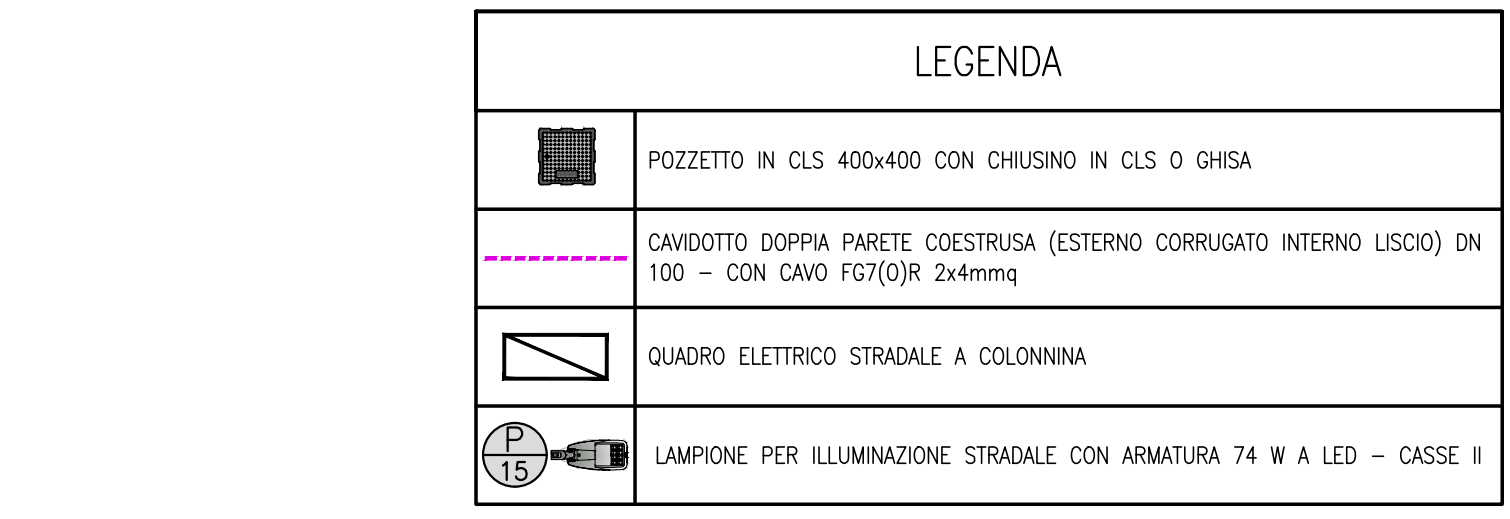 LEGENDA
POZZETTO IN CLS 400x400 CON CHIUSINO IN CLS O GHISA
CAVIDOTTO DOPPIA PARETE COESTRUSA (ESTERNO CORRUGATO INTERNO LISCIO) DN
100 – CON CAVO FG7(O)R 2x4mmq
QUADRO ELETTRICO STRADALE A COLONNINA
P
15
LAMPIONE PER ILLUMINAZIONE STRADALE CON ARMATURA 74 W A LED – CASSE II